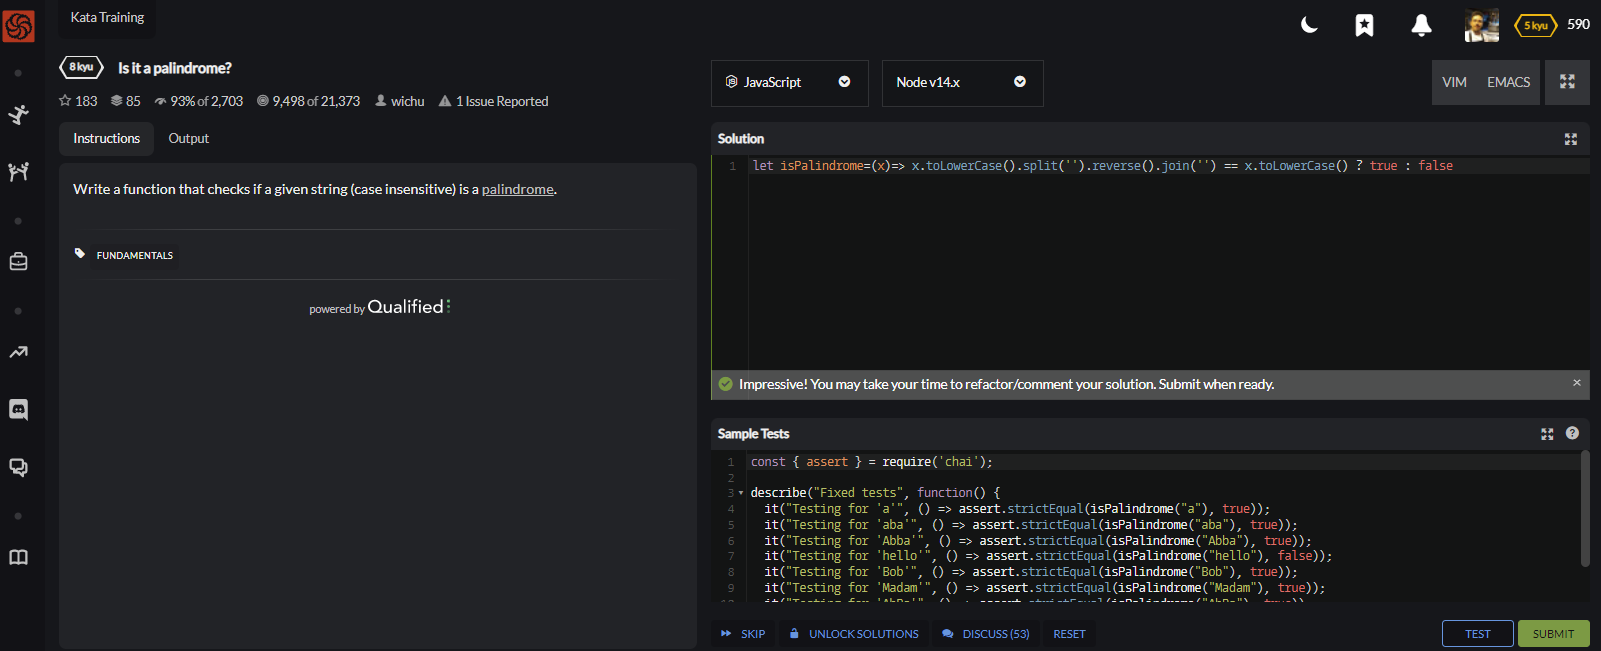 Kata Training
5 kyu 590
8 kyu Is it a palindrome?
183 85 93% of 2,703 9,498 of 21,373 wichu 1 Issue Reported
Instructions Output
Write a function that checks if a given string (case insensitive) is a palindrome.
FUNDAMENTALS
powered by Qualified
JavaScript Node v14.x VIM EMACS
Solution
1 let isPalindrome=(x)=> x.toLowerCase().split('').reverse().join('') == x.toLowerCase() ? true : false
Impressive! You may take your time to refactor/comment your solution. Submit when ready.
Sample Tests
1 const { assert } = require('chai');
2
3 describe("Fixed tests", function() {
4 it("Testing for 'a'", () => assert.strictEqual(isPalindrome("a"), true));
5 it("Testing for 'aba'", () => assert.strictEqual(isPalindrome("aba"), true));
6 it("Testing for 'Abba'", () => assert.strictEqual(isPalindrome("Abba"), true));
7 it("Testing for 'hello'", () => assert.strictEqual(isPalindrome("hello"), false));
8 it("Testing for 'Bob'", () => assert.strictEqual(isPalindrome("Bob"), true));
9 it("Testing for 'Madam'", () => assert.strictEqual(isPalindrome("Madam"), true));
SKIP UNLOCK SOLUTIONS DISCUSS (53) RESET TEST SUBMIT